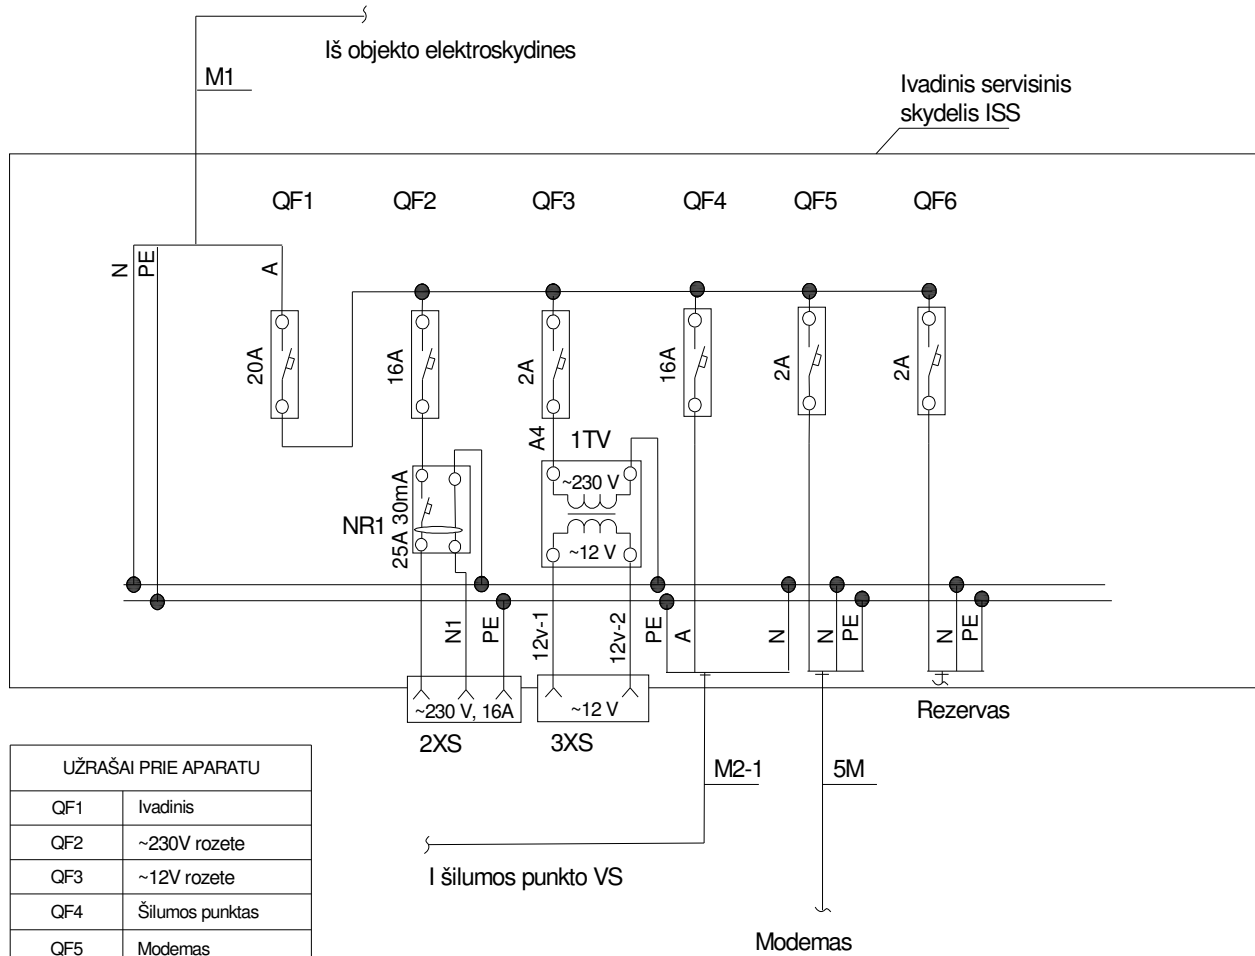 Iš objekto elektroskydines
M1
Ivadinis servisinis
skydelis ISS
QF1
QF2
QF3
QF4
QF5
QF6
N
PE
A
20A
16A
2A
16A
2A
2A
A4
1TV
~230 V
~12 V
NR1
25A 30mA
N1
PE
12v-1
12v-2
PE
A
N
N
PE
N
PE
~230 V, 16A
~12 V
2XS
3XS
Rezervas
M2-1
5M
I šilumos punkto VS
Modemas
UŽRAŠAI PRIE APARATU
QF1 Ivadinis
QF2 ~230V rozete
QF3 ~12V rozete
QF4 Šilumos punktas
QF5 Modemas